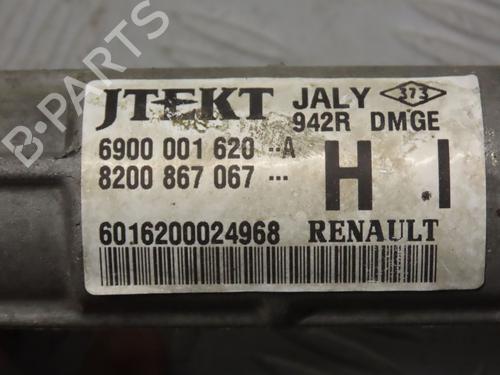 JTEKT JALY 373
942R DMGE
6900 001 620 --A
8200 867 067 --- H .I
6016200024968 RENAULT
B-PARTS